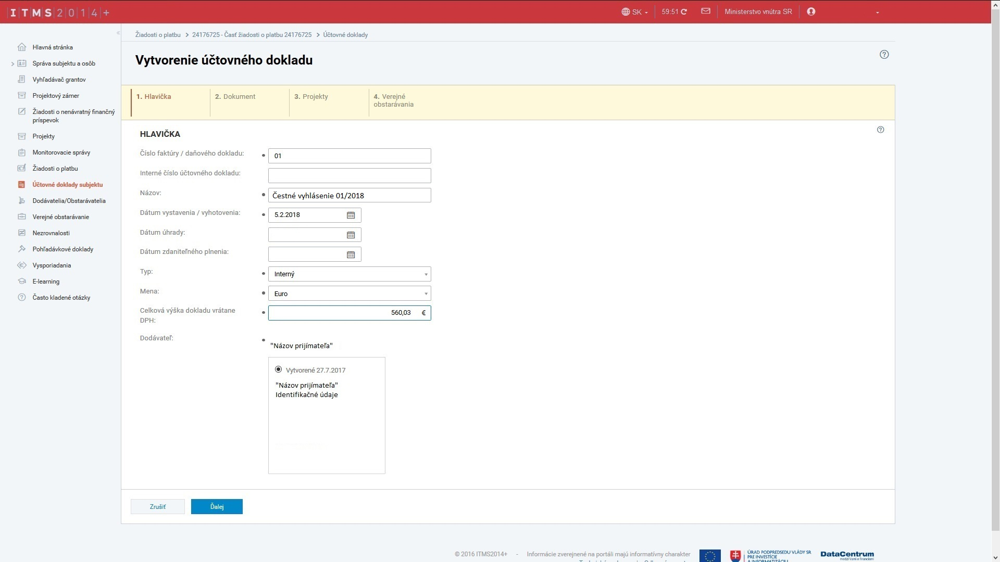 ITMS2014+
SK
59:51
Ministerstvo vnútra SR
Žiadosti o platbu > 24176725 - Časť žiadosti o platbu 24176725 > Účtovné doklady
Hlavná stránka
Správa subjektu a osôb
Vyhľadávač grantov
Projektový zámer
Žiadosti o nenávratný finančný
príspevok
Projekty
Monitorovacie správy
Žiadosti o platbu
Účtovné doklady subjektu
Dodávatelia/Obstarávatelia
Verejné obstarávanie
Nezrovnalosti
Pohľadávkové doklady
Vysporiadania
E-learning
Často kladené otázky
Vytvorenie účtovného dokladu
1. Hlavička
2. Dokument
3. Projekty
4. Verejné
obstarávania
HLAVIČKA
Číslo faktúry / daňového dokladu: 01
Interné číslo účtovného dokladu:
Názov: Čestné vyhlásenie 01/2018
Dátum vystavenia / vyhotovenia: 5.2.2018
Dátum úhrady:
Dátum zdaniteľného plnenia:
Typ: Interný
Mena: Euro
Celková výška dokladu vrátane
DPH: 560,03 €
Dodávateľ:
"Názov prijímateľa"
Vytvorené 27.7.2017
"Názov prijímateľa"
Identifikačné údaje
Zrušiť
Ďalej
© 2016 ITMS2014+ - Informácie zverejnené na portáli majú informatívny charakter
ÚRAD PODPREDSEDU VLÁDY SR
PRE INVESTÍCIE
A INFORMATIZÁCIU
DataCentrum